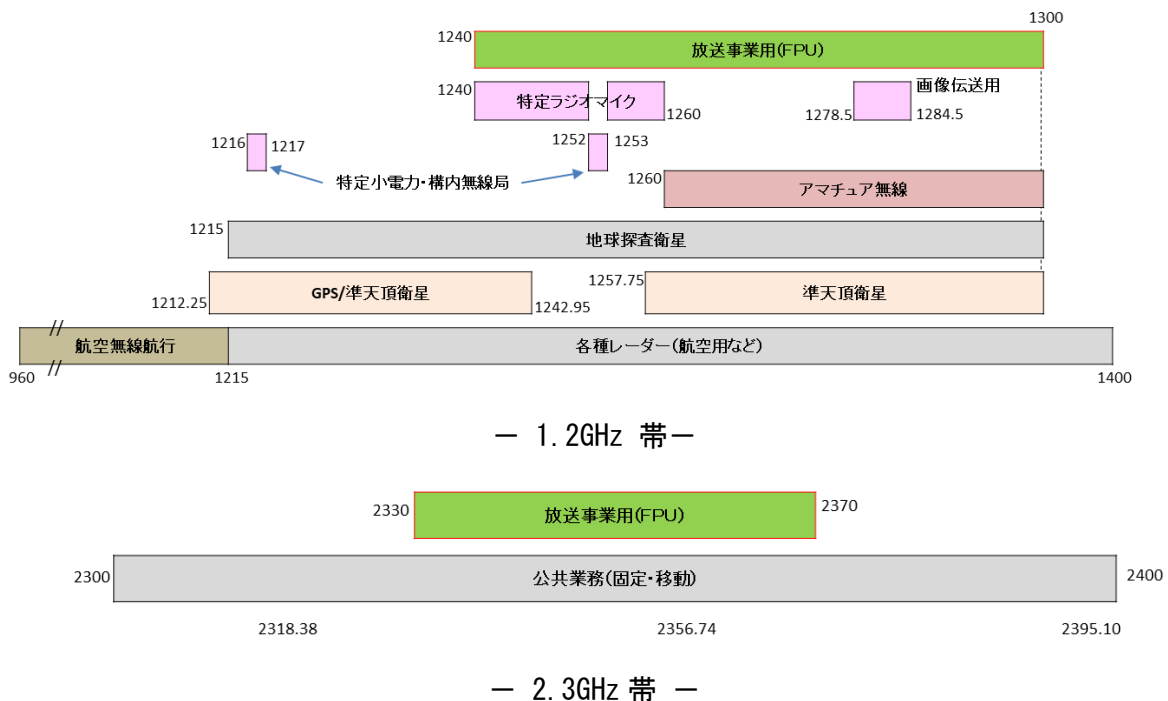 1300
1240
放送事業用(FPU)
1240
特定ラジオマイク
1260
画像伝送用
1278.5
1284.5
1216
1217
1252
1253
特定小電力・構内無線局
1260
アマチュア無線
1215
地球探査衛星
1212.25
GPS/準天頂衛星
1242.95
1257.75
準天頂衛星
航空無線航行
各種レーダー(航空用など)
960
1215
1400
－ 1.2GHz 帯－
2330
放送事業用(FPU)
2370
2300
公共業務(固定・移動)
2400
2318.38
2356.74
2395.10
－ 2.3GHz 帯 －